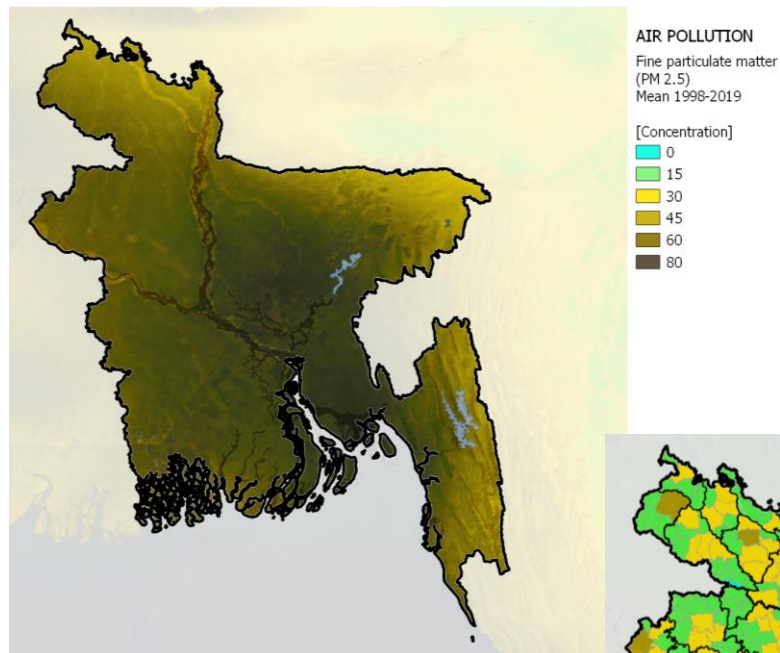 AIR POLLUTION
Fine particulate matter
(PM 2.5)
Mean 1998-2019
[Concentration]
0
15
30
45
60
80